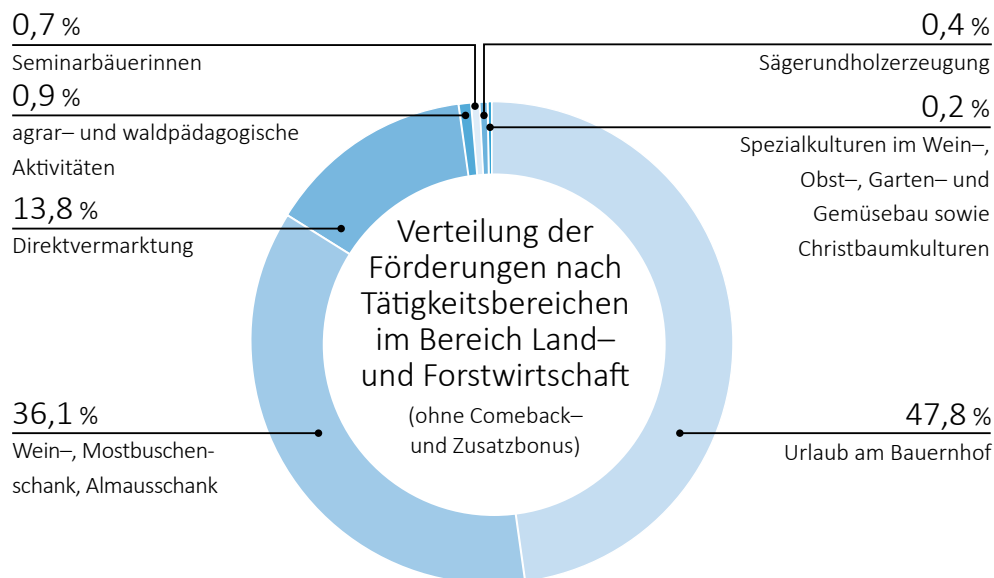 0,7 %
Seminarbäuerinnen
0,9 %
agrar– und waldpädagogische
Aktivitäten
13,8 %
Direktvermarktung
36,1 %
Wein–, Mostbuschen-
schank, Almausschank
Verteilung der
Förderungen nach
Tätigkeitsbereichen
im Bereich Land–
und Forstwirtschaft
(ohne Comeback–
und Zusatzbonus)
0,4 %
Sägerundholzerzeugung
0,2 %
Spezialkulturen im Wein–,
Obst–, Garten– und
Gemüsebau sowie
Christbaumkulturen
47,8 %
Urlaub am Bauernhof